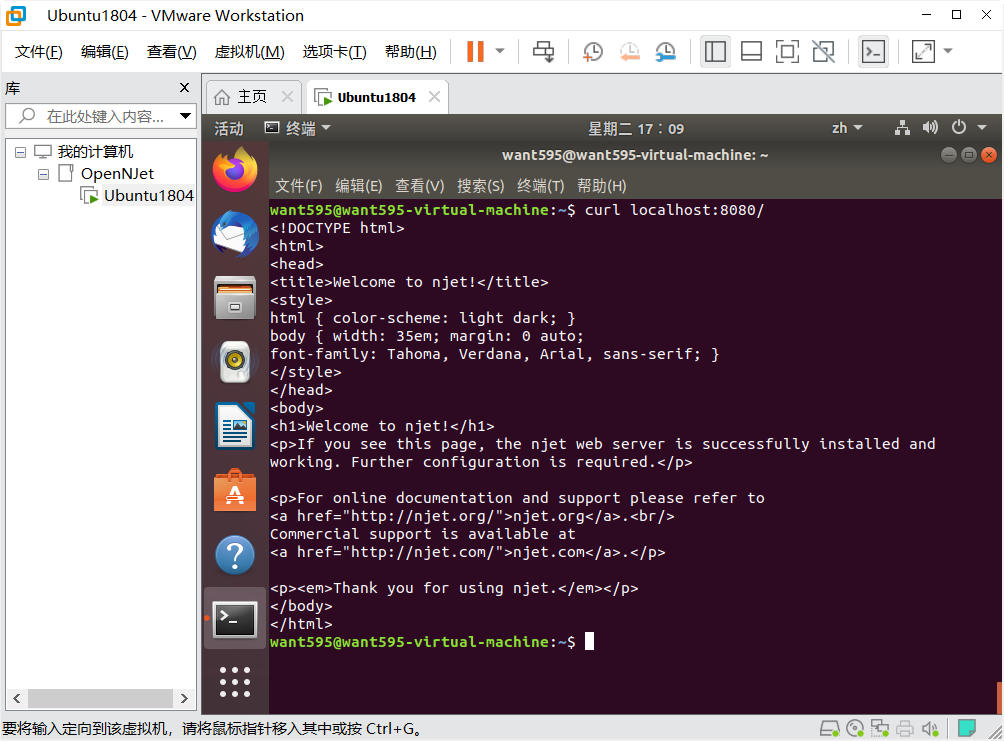 Ubuntu1804 - VMware Workstation
文件(F) 编辑(E) 查看(V) 虚拟机(M) 选项卡(T) 帮助(H)
库
在此处键入内容...
我的计算机
OpenNJet
Ubuntu1804
主页 Ubuntu1804
活动 终端 星期二 17：09 zh
want595@want595-virtual-machine: ~
文件(F) 编辑(E) 查看(V) 搜索(S) 终端(T) 帮助(H)
want595@want595-virtual-machine:~$ curl localhost:8080/
<!DOCTYPE html>
<html>
<head>
<title>Welcome to njet!</title>
<style>
html { color-scheme: light dark; }
body { width: 35em; margin: 0 auto;
font-family: Tahoma, Verdana, Arial, sans-serif; }
</style>
</head>
<body>
<h1>Welcome to njet!</h1>
<p>If you see this page, the njet web server is successfully installed and
working. Further configuration is required.</p>
<p>For online documentation and support please refer to
<a href="http://njet.org/">njet.org</a>.<br/>
Commercial support is available at
<a href="http://njet.com/">njet.com</a>.</p>
<p><em>Thank you for using njet.</em></p>
</body>
</html>
want595@want595-virtual-machine:~$
要将输入定向到该虚拟机，请将鼠标指针移入其中或按 Ctrl+G。